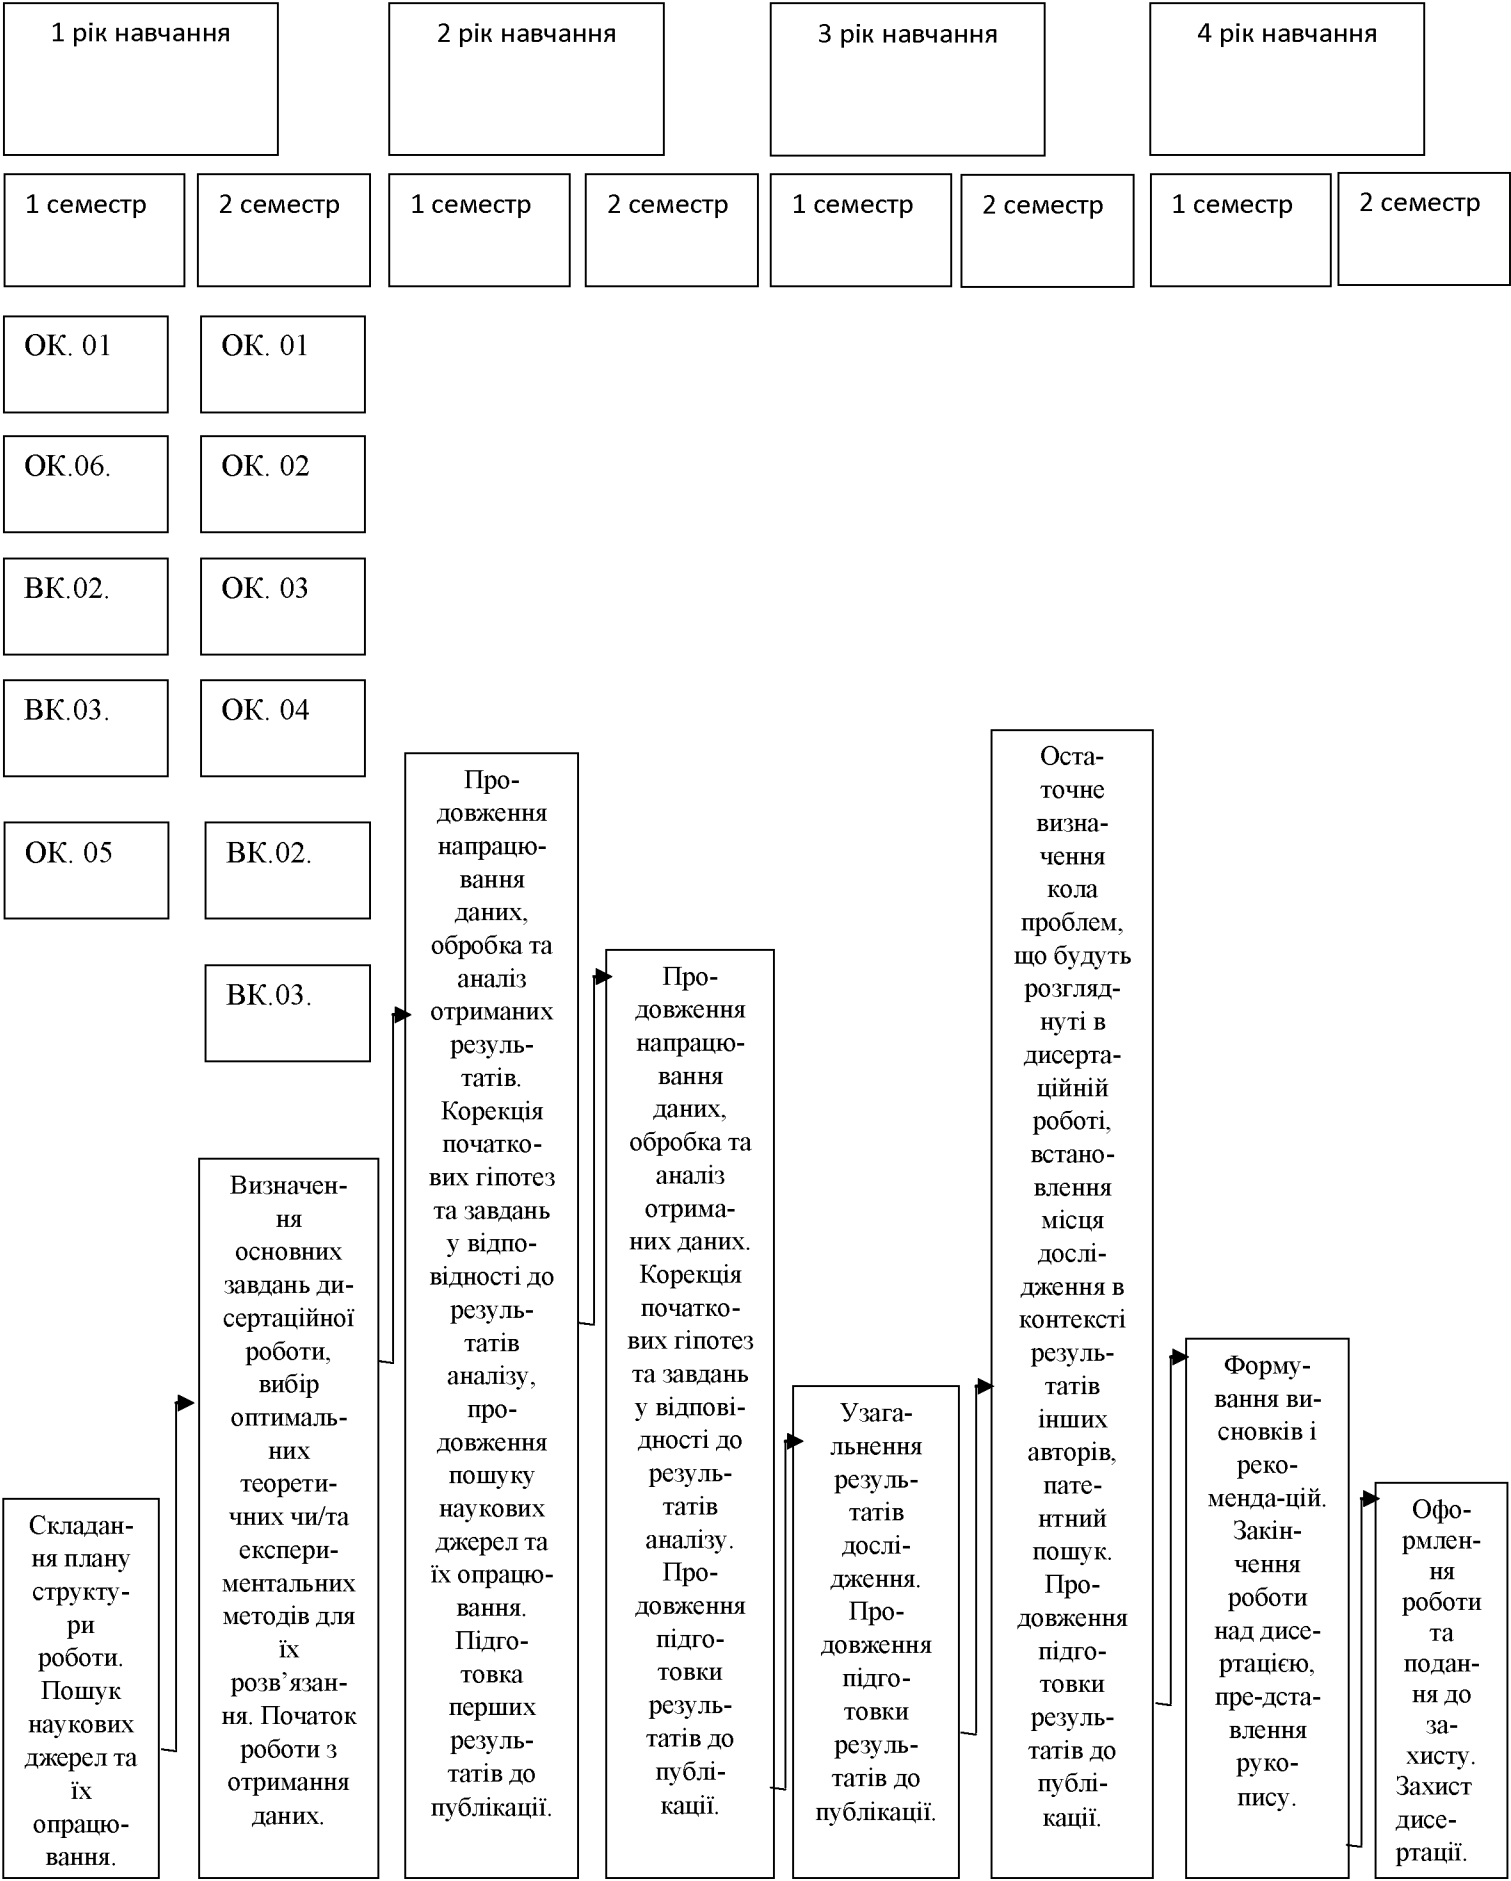 1 рік навчання
2 рік навчання
3 рік навчання
4 рік навчання
1 семестр
2 семестр
1 семестр
2 семестр
1 семестр
2 семестр
1 семестр
2 семестр
ОК. 01
ОК. 01
ОК.06.
ОК. 02
ВК.02.
ОК. 03
ВК.03.
ОК. 04
ОК. 05
ВК.02.
ВК.03.
Складан-
ня плану
структу-
ри
роботи.
Пошук
наукових
джерел та
їх
опрацю-
вання.
Визначен-
ня
основних
завдань ди-
сертаційної
роботи,
вибір
оптималь-
них
теорети-
чних чи/та
експери-
ментальних
методів для
їх
розв’язан-
ня. Початок
роботи з
отримання
даних.
Про-
довження
напрацю-
вання
даних,
обробка та
аналіз
отриманих
резуль-
татів.
Корекція
початко-
вих гіпотез
та завдань
у відпо-
відності до
резуль-
татів
аналізу,
про-
довження
пошуку
наукових
джерел та
їх опрацю-
вання.
Підго-
товка
перших
резуль-
татів до
публікації.
Про-
довження
напрацю-
вання
даних,
обробка та
аналіз
отрима-
них даних.
Корекція
початко-
вих гіпотез
та завдань
у відпові-
дності до
резуль-
татів
аналізу.
Про-
довження
підго-
товки
резуль-
татів до
публі-
кації.
Узага-
льнення
резуль-
татів
дослі-
дження.
Про-
довження
підго-
товки
резуль-
татів до
публікації.
Оста-
точне
визна-
чення
кола
проблем,
що будуть
розгляд-
нуті в
дисерта-
ційній
роботі,
встано-
влення
місця
дослі-
дження в
контексті
резуль-
татів
інших
авторів,
пате-
нтний
пошук.
Про-
довження
підго-
товки
резуль-
татів до
публі-
кації.
Форму-
вання ви-
сновків і
реко-
менда-цій.
Закін-
чення
роботи
над дисе-
ртацією,
пре-дста-
влення
руко-
пису.
Офо-
рмлен-
ня
роботи
та
подан-
ня до
за-
хисту.
Захист
дисе-
ртації.